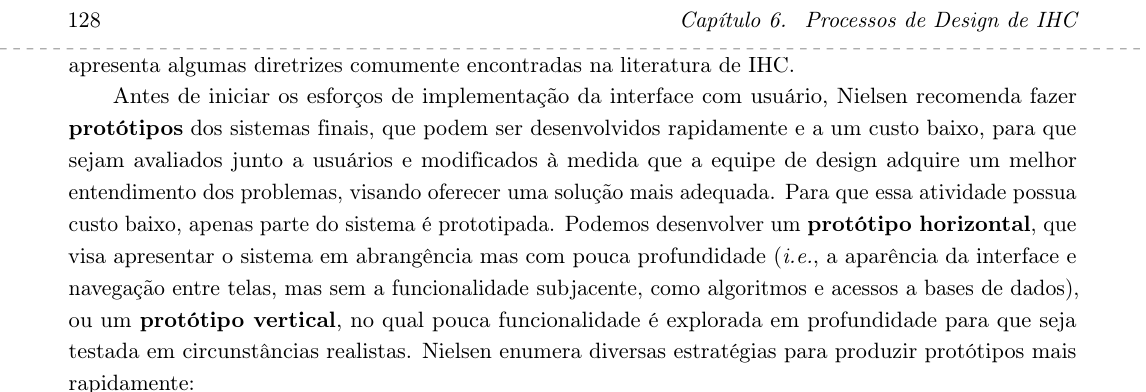 128 Capítulo 6. Processos de Design de IHC
apresenta algumas diretrizes comumente encontradas na literatura de IHC.
Antes de iniciar os esforços de implementação da interface com usuário, Nielsen recomenda fazer
protótipos dos sistemas finais, que podem ser desenvolvidos rapidamente e a um custo baixo, para que
sejam avaliados junto a usuários e modificados à medida que a equipe de design adquire um melhor
entendimento dos problemas, visando oferecer uma solução mais adequada. Para que essa atividade possua
custo baixo, apenas parte do sistema é prototipada. Podemos desenvolver um protótipo horizontal, que
visa apresentar o sistema em abrangência mas com pouca profundidade (i.e., a aparência da interface e
navegação entre telas, mas sem a funcionalidade subjacente, como algoritmos e acessos a bases de dados),
ou um protótipo vertical, no qual pouca funcionalidade é explorada em profundidade para que seja
testada em circunstâncias realistas. Nielsen enumera diversas estratégias para produzir protótipos mais
rapidamente: